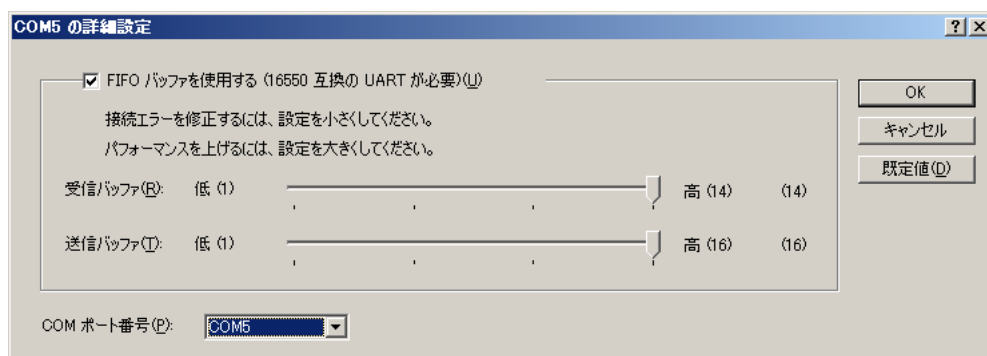 COM5 の詳細設定
FIFO バッファを使用する (16550 互換の UART が必要)(U)
接続エラーを修正するには、設定を小さくしてください。
パフォーマンスを上げるには、設定を大きくしてください。
受信バッファ(R): 低 (1) 高 (14) (14)
送信バッファ(T): 低 (1) 高 (16) (16)
COM ポート番号(P): COM5
OK
キャンセル
既定値(D)